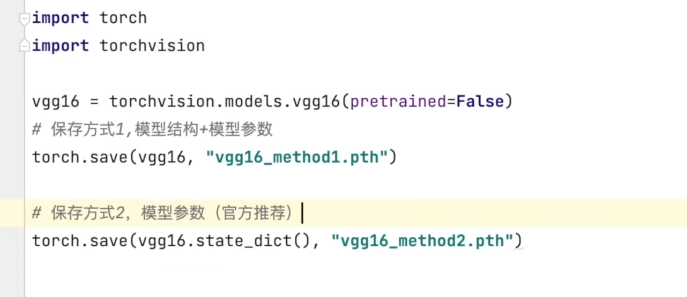 import torch
import torchvision
vgg16 = torchvision.models.vgg16(pretrained=False)
# 保存方式1,模型结构+模型参数
torch.save(vgg16, "vgg16_method1.pth")
# 保存方式2，模型参数（官方推荐）
torch.save(vgg16.state_dict(), "vgg16_method2.pth")